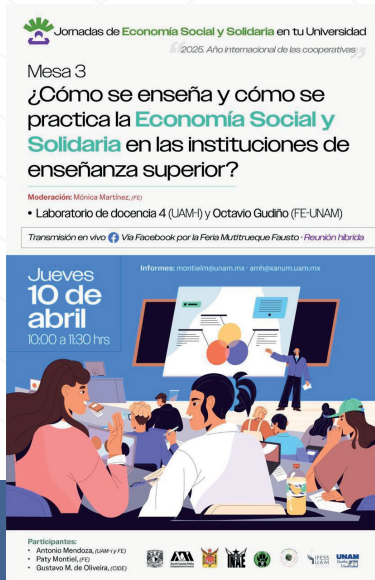 Jornadas de Economía Social y Solidaria en tu Universidad
“2025. Año Internacional de las cooperativas”
Mesa 3
¿Cómo se enseña y cómo se
practica la Economía Social y
Solidaria en las instituciones de
enseñanza superior?
Moderación: Mónica Martínez, (FE)
• Laboratorio de docencia 4 (UAM-I) y Octavio Gudiño (FE-UNAM)
Transmisión en vivo Vía Facebook por la Feria Mutitrueque Fausto · Reunión híbrida
Jueves
10 de
abril
10:00 a 11:30 hrs
Informes: montielm@unam.mx · amh@xanum.uam.mx
Participantes:
• Antonio Mendoza, (UAM-I y FE)
• Paty Montiel, (FE)
• Gustavo M. de Oliveira, (CIDE)
INAE
IFESS
UAM
UNAM